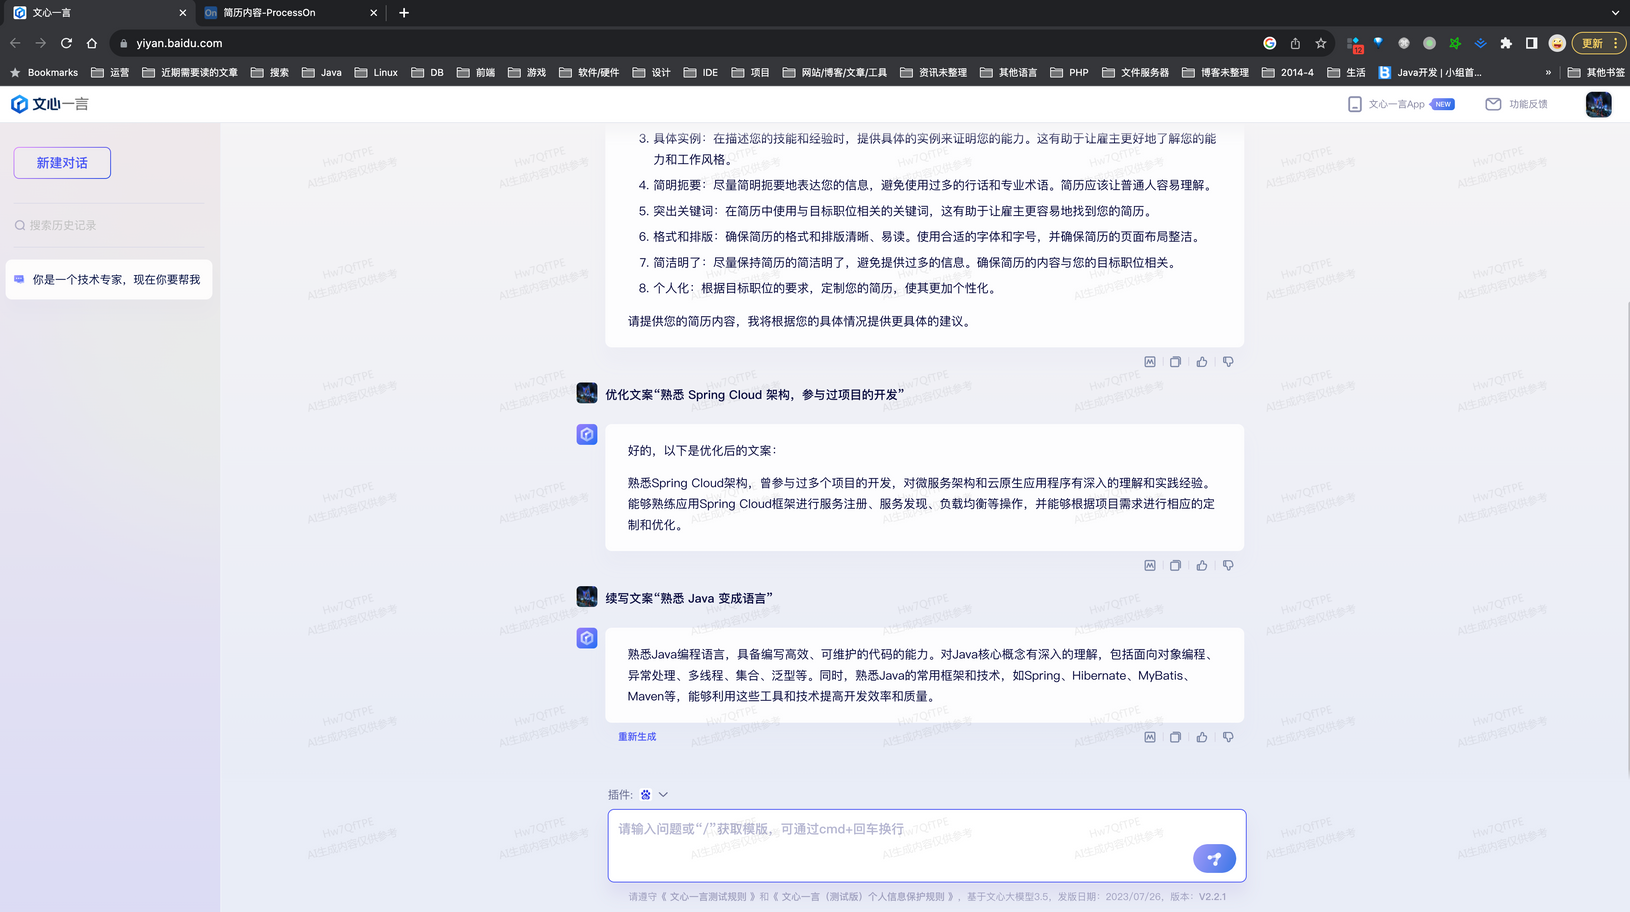 文心一言
简历内容-ProcessOn
yiyan.baidu.com
12
更新
Bookmarks
运营
近期需要读的文章
搜索
Java
Linux
DB
前端
游戏
软件/硬件
设计
IDE
项目
网站/博客/文章/工具
资讯未整理
其他语言
PHP
文件服务器
博客未整理
2014-4
生活
Java开发 | 小组首...
»
其他书签
文心一言
文心一言App NEW
功能反馈
新建对话
搜索历史记录
你是一个技术专家，现在你要帮我
3. 具体实例：在描述您的技能和经验时，提供具体的实例来证明您的能力。这有助于让雇主更好地了解您的能
力和工作风格。
4. 简明扼要：尽量简明扼要地表达您的信息，避免使用过多的行话和专业术语。简历应该让普通人容易理解。
5. 突出关键词：在简历中使用与目标职位相关的关键词，这有助于让雇主更容易地找到您的简历。
6. 格式和排版：确保简历的格式和排版清晰、易读。使用合适的字体和字号，并确保简历的页面布局整洁。
7. 简洁明了：尽量保持简历的简洁明了，避免提供过多的信息。确保简历的内容与您的目标职位相关。
8. 个人化：根据目标职位的要求，定制您的简历，使其更加个性化。
请提供您的简历内容，我将根据您的具体情况提供更具体的建议。
优化文案“熟悉 Spring Cloud 架构，参与过项目的开发”
好的，以下是优化后的文案：
熟悉Spring Cloud架构，曾参与过多个项目的开发，对微服务架构和云原生应用程序有深入的理解和实践经验。
能够熟练应用Spring Cloud框架进行服务注册、服务发现、负载均衡等操作，并能够根据项目需求进行相应的定
制和优化。
续写文案“熟悉 Java 变成语言”
熟悉Java编程语言，具备编写高效、可维护的代码的能力。对Java核心概念有深入的理解，包括面向对象编程、
异常处理、多线程、集合、泛型等。同时，熟悉Java的常用框架和技术，如Spring、Hibernate、MyBatis、
Maven等，能够利用这些工具和技术提高开发效率和质量。
重新生成
插件：
请输入问题或“/”获取模版，可通过cmd+回车换行
请遵守《 文心一言测试规则 》和《 文心一言（测试版）个人信息保护规则 》，基于文心大模型3.5，发版日期：2023/07/26，版本：V2.2.1
Hw7QfTPE
AI生成内容仅供参考